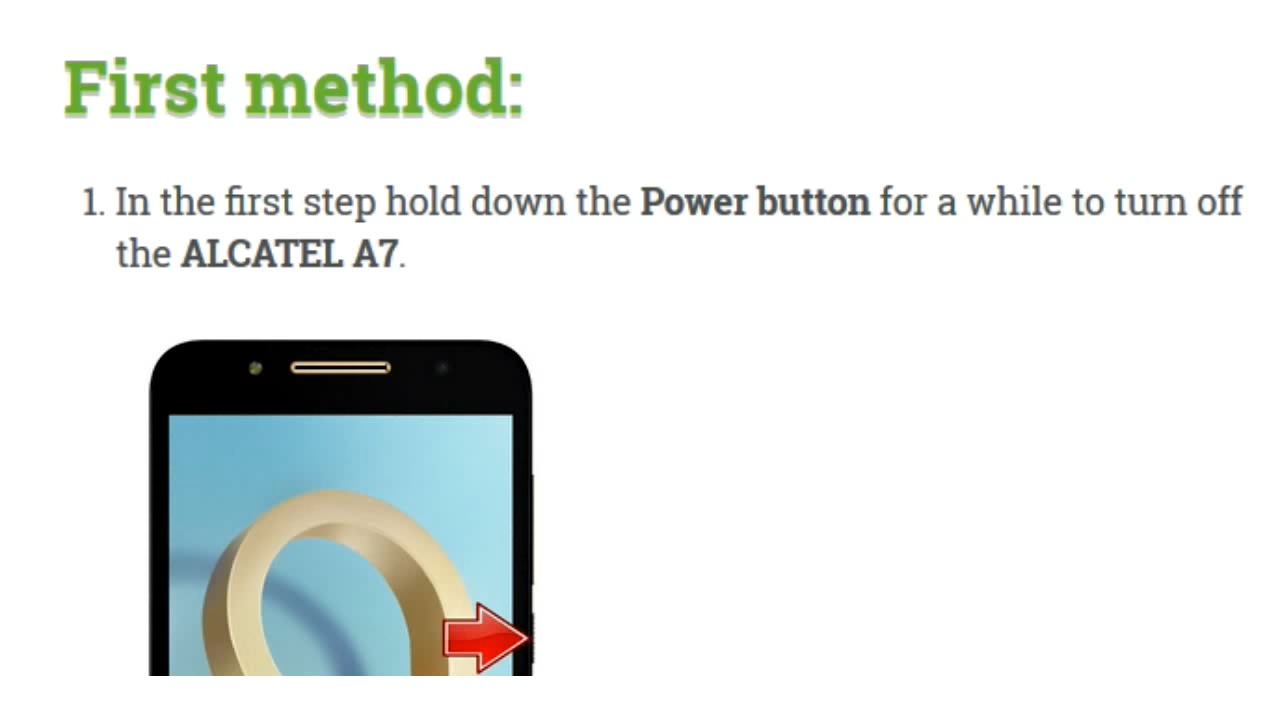 First method:
1. In the first step hold down the Power button for a while to turn off
the ALCATEL A7.